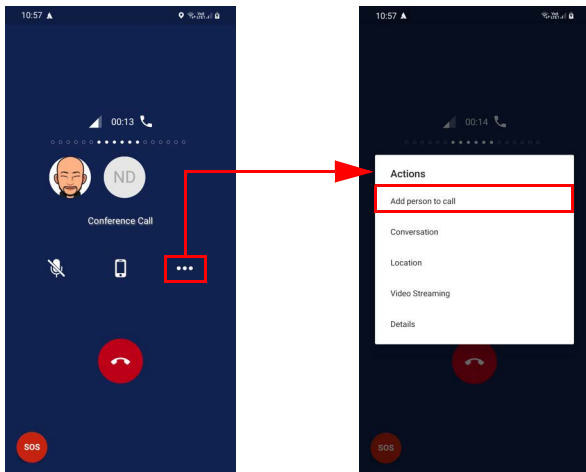 10:57
00:13
ND
Conference Call
SOS
10:57
00:14
Actions
Add person to call
Conversation
Location
Video Streaming
Details
SOS